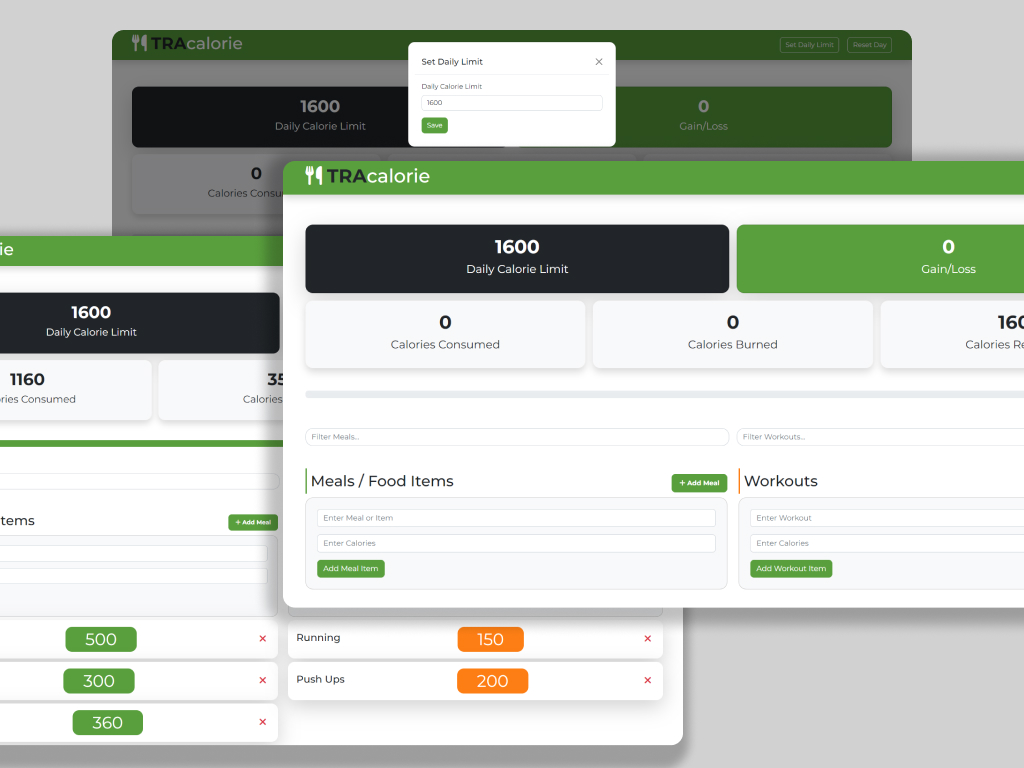 TRAcalorie
Set Daily Limit
Reset Day
Set Daily Limit
Daily Calorie Limit
1600
Save
1600
Daily Calorie Limit
0
Gain/Loss
0
Calories Consu
TRAcalorie
1600
Daily Calorie Limit
0
Gain/Loss
0
Calories Consumed
0
Calories Burned
160
Calories Re
Filter Meals...
Filter Workouts...
Meals / Food Items
+ Add Meal
Workouts
Enter Meal or Item
Enter Calories
Add Meal Item
Enter Workout
Enter Calories
Add Workout Item
ie
1600
Daily Calorie Limit
1160
ries Consumed
35
Calories
tems
+ Add Meal
500
300
360
Running
150
Push Ups
200